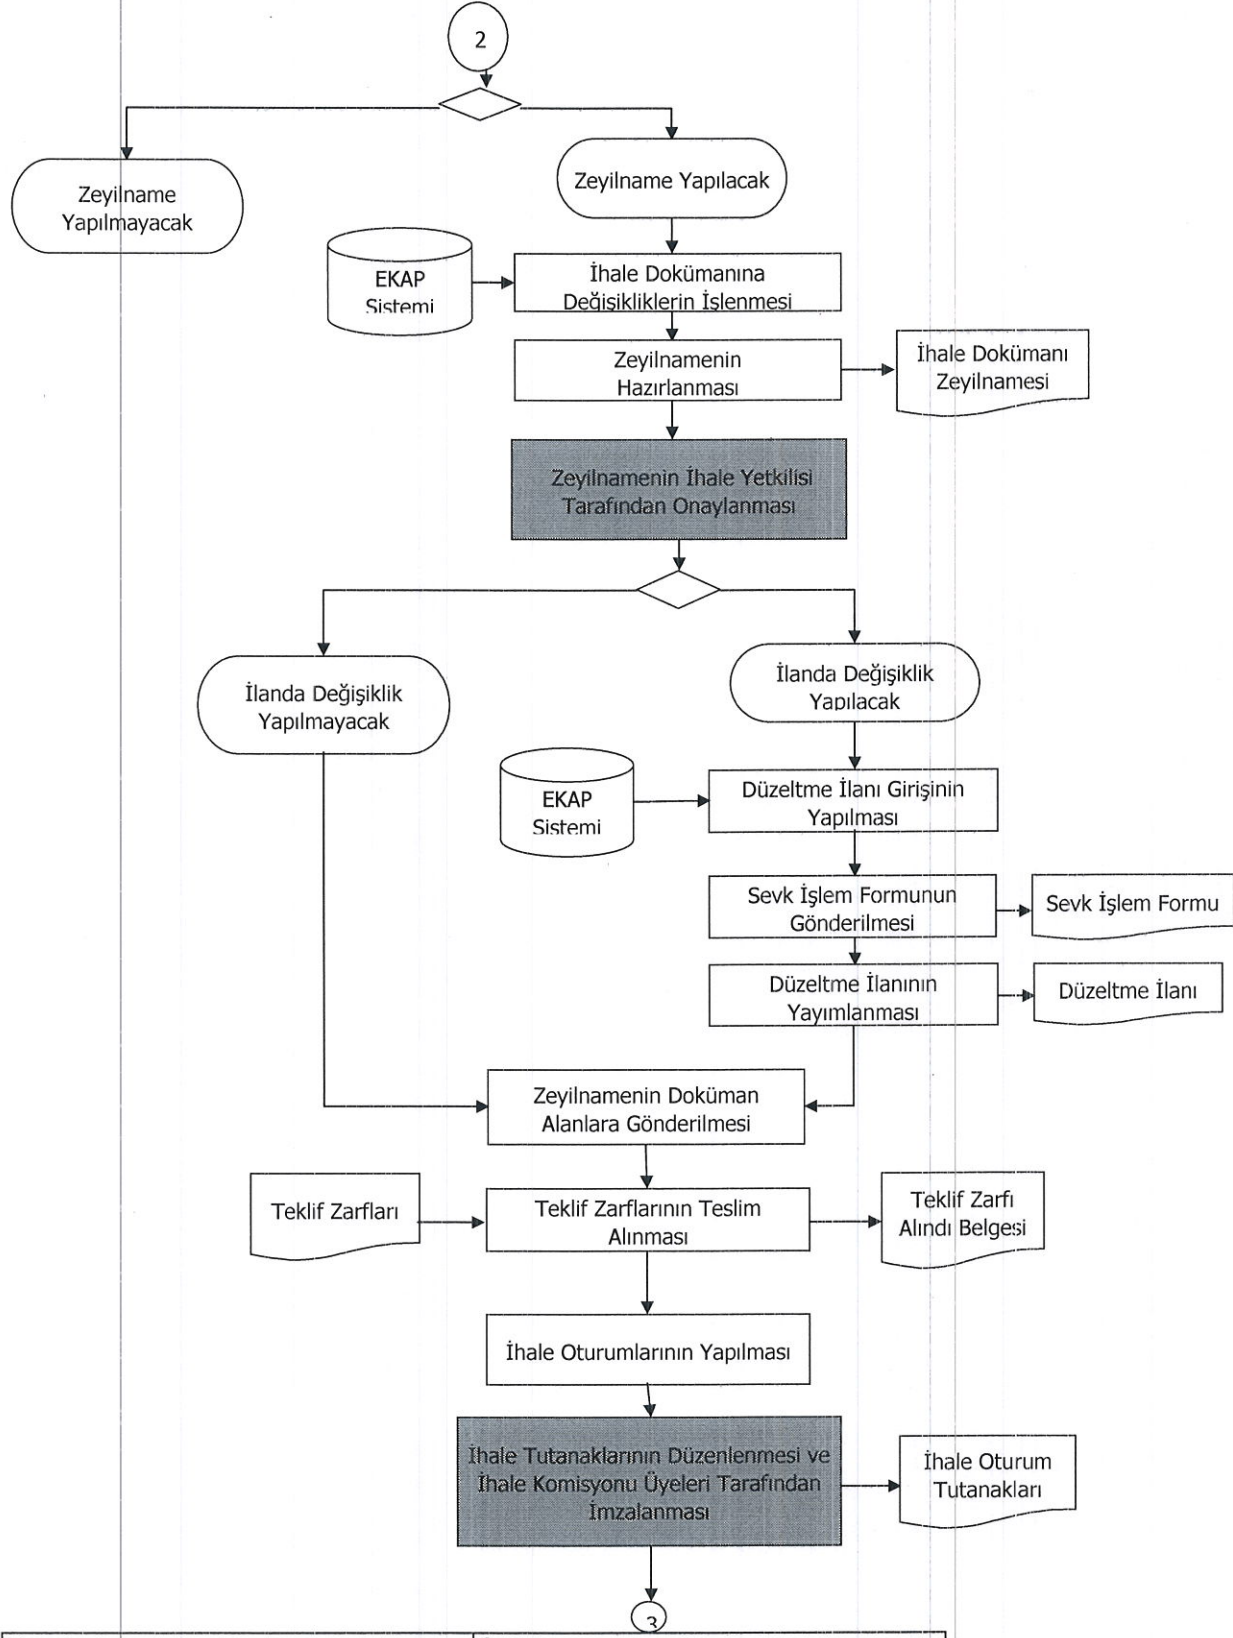 2
Zeyilname
Yapılmayacak
Zeyilname Yapılacak
EKAP
Sistemi
İhale Dokümanına
Değişikliklerin İşlenmesi
Zeyilnamenin
Hazırlanması
İhale Dokümanı
Zeyilnamesi
Zeyilnamenin İhale Yetkilisi
Tarafından Onaylanması
İlanda Değişiklik
Yapılmayacak
İlanda Değişiklik
Yapılacak
EKAP
Sistemi
Düzeltme İlanı Girişinin
Yapılması
Sevk İşlem Formunun
Gönderilmesi
Sevk İşlem Formu
Düzeltme İlanının
Yayımlanması
Düzeltme İlanı
Zeyilnamenin Doküman
Alanlara Gönderilmesi
Teklif Zarfları
Teklif Zarflarının Teslim
Alınması
Teklif Zarfı
Alındı Belgesi
İhale Oturumlarının Yapılması
İhale Tutanaklarının Düzenlenmesi ve
İhale Komisyonu Üyeleri Tarafından
İmzalanması
İhale Oturum
Tutanakları
3